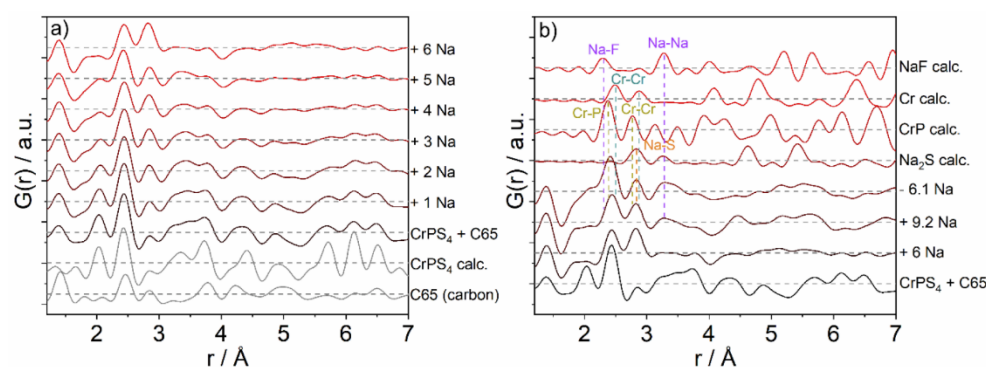 a)
+ 6 Na
+ 5 Na
+ 4 Na
+ 3 Na
+ 2 Na
+ 1 Na
CrPS₄ + C65
CrPS₄ calc.
C65 (carbon)
G(r) / a.u.
2 3 4 5 6 7
r / Å
b)
Na-F
Na-Na
Cr-Cr
Cr-P
Cr-Cr
Na-S
NaF calc.
Cr calc.
CrP calc.
Na₂S calc.
- 6.1 Na
+ 9.2 Na
+ 6 Na
CrPS₄ + C65
G(r) / a.u.
2 3 4 5 6 7
r / Å